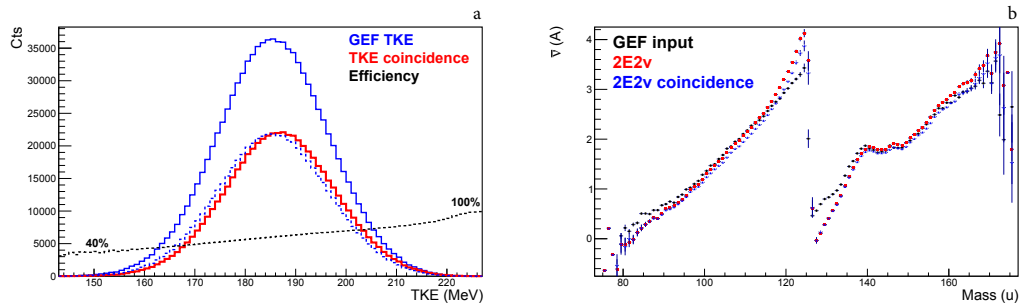 a
Cts
35000
30000
25000
20000
15000
10000
5000
0
GEF TKE
TKE coincidence
Efficiency
100%
40%
150 160 170 180 190 200 210 220
TKE (MeV)
b
ν̅ (A)
4
3
2
1
0
GEF input
2E2v
2E2v coincidence
80 100 120 140 160
Mass (u)